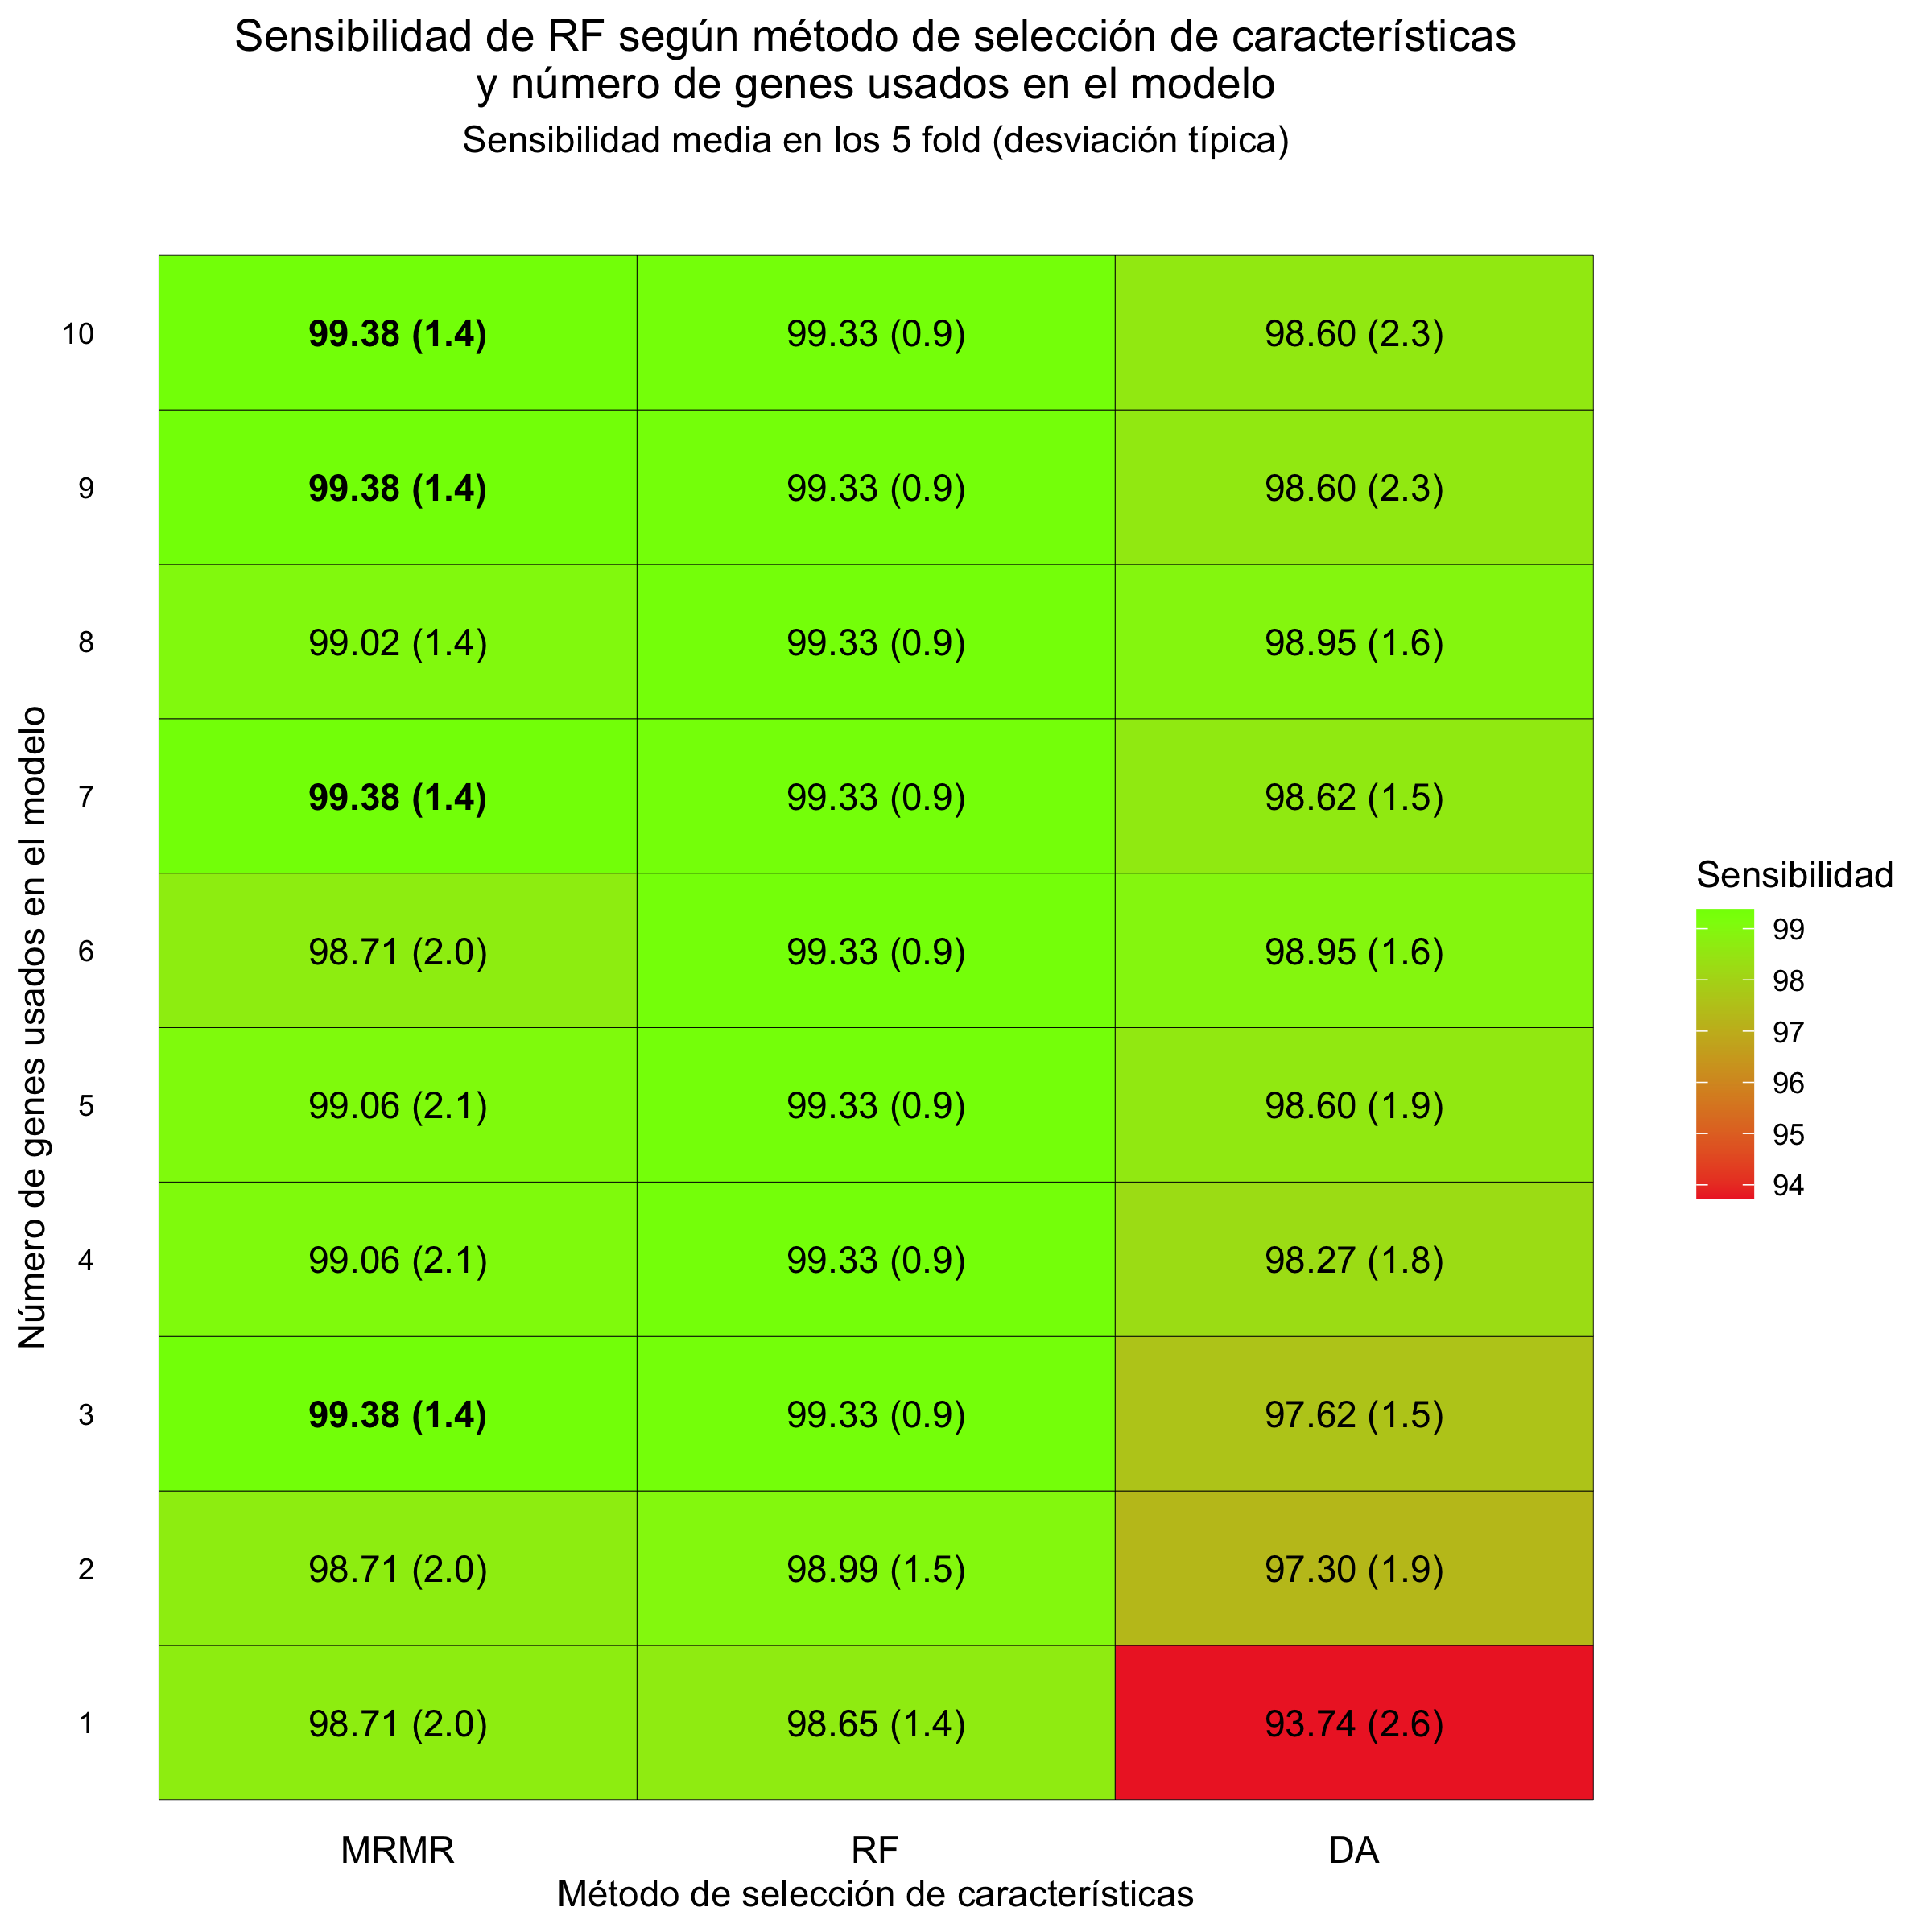 Sensibilidad de RF según método de selección de características
y número de genes usados en el modelo
Sensibilidad media en los 5 fold (desviación típica)
Número de genes usados en el modelo
10 99.38 (1.4) 99.33 (0.9) 98.60 (2.3)
9 99.38 (1.4) 99.33 (0.9) 98.60 (2.3)
8 99.02 (1.4) 99.33 (0.9) 98.95 (1.6)
7 99.38 (1.4) 99.33 (0.9) 98.62 (1.5)
6 98.71 (2.0) 99.33 (0.9) 98.95 (1.6)
5 99.06 (2.1) 99.33 (0.9) 98.60 (1.9)
4 99.06 (2.1) 99.33 (0.9) 98.27 (1.8)
3 99.38 (1.4) 99.33 (0.9) 97.62 (1.5)
2 98.71 (2.0) 98.99 (1.5) 97.30 (1.9)
1 98.71 (2.0) 98.65 (1.4) 93.74 (2.6)
MRMR RF DA
Método de selección de características
Sensibilidad
99
98
97
96
95
94